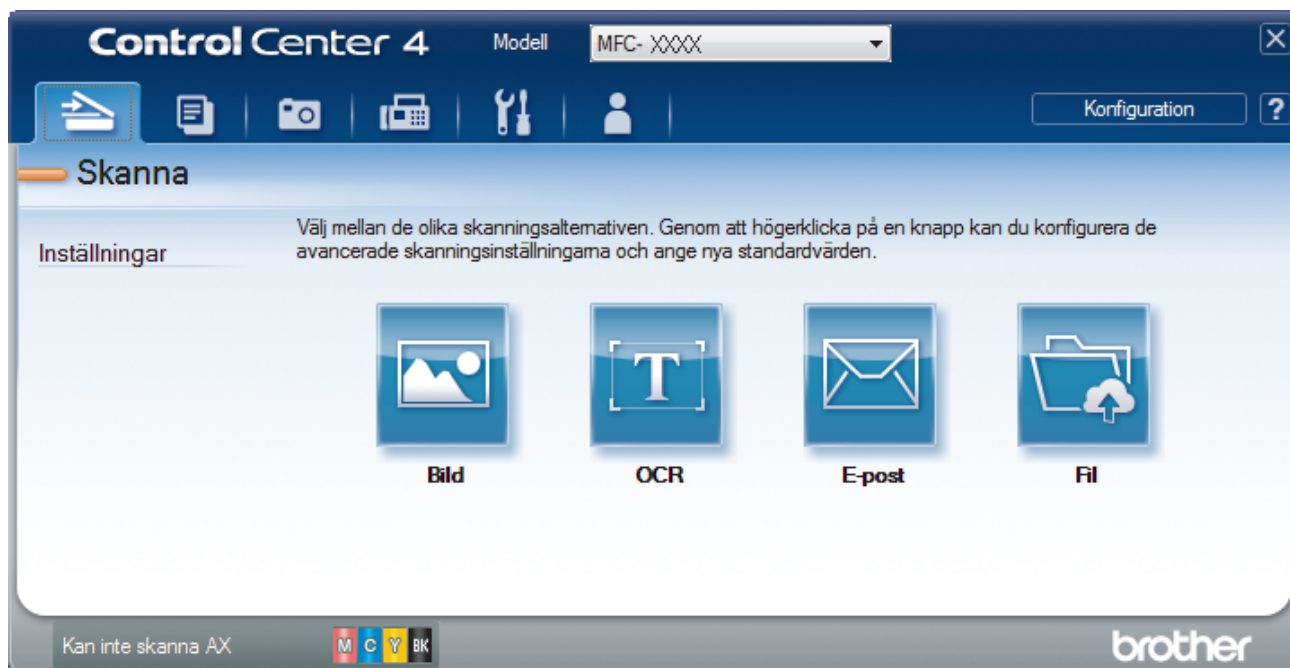 Control Center 4
Modell
MFC- XXXX
Konfiguration
?
Skanna
Inställningar
Välj mellan de olika skanningsalternativen. Genom att högerklicka på en knapp kan du konfigurera de
avancerade skanningsinställningarna och ange nya standardvärden.
T
Bild
OCR
E-post
Fil
Kan inte skanna AX
M C Y BK
brother